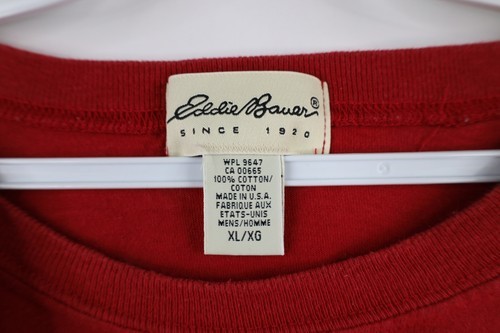 Eddie Bauer®
SINCE 1920
WPL 9647
CA 00665
100% COTTON/
COTON
MADE IN U.S.A.
FABRIQUE AUX
ETATS-UNIS
MENS/HOMME
XL/XG